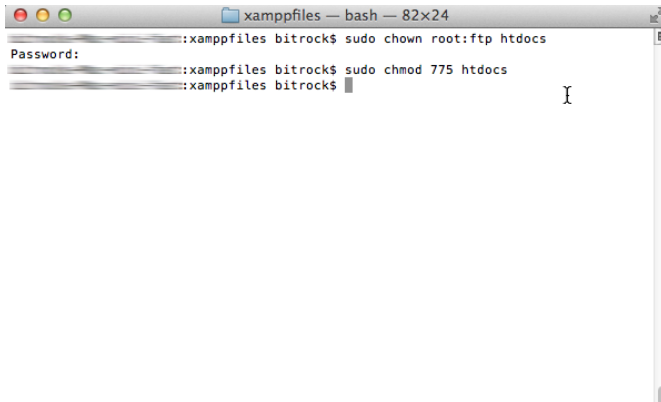 xamppfiles — bash — 82×24
:xamppfiles bitrock$ sudo chown root:ftp htdocs
Password:
:xamppfiles bitrock$ sudo chmod 775 htdocs
:xamppfiles bitrock$